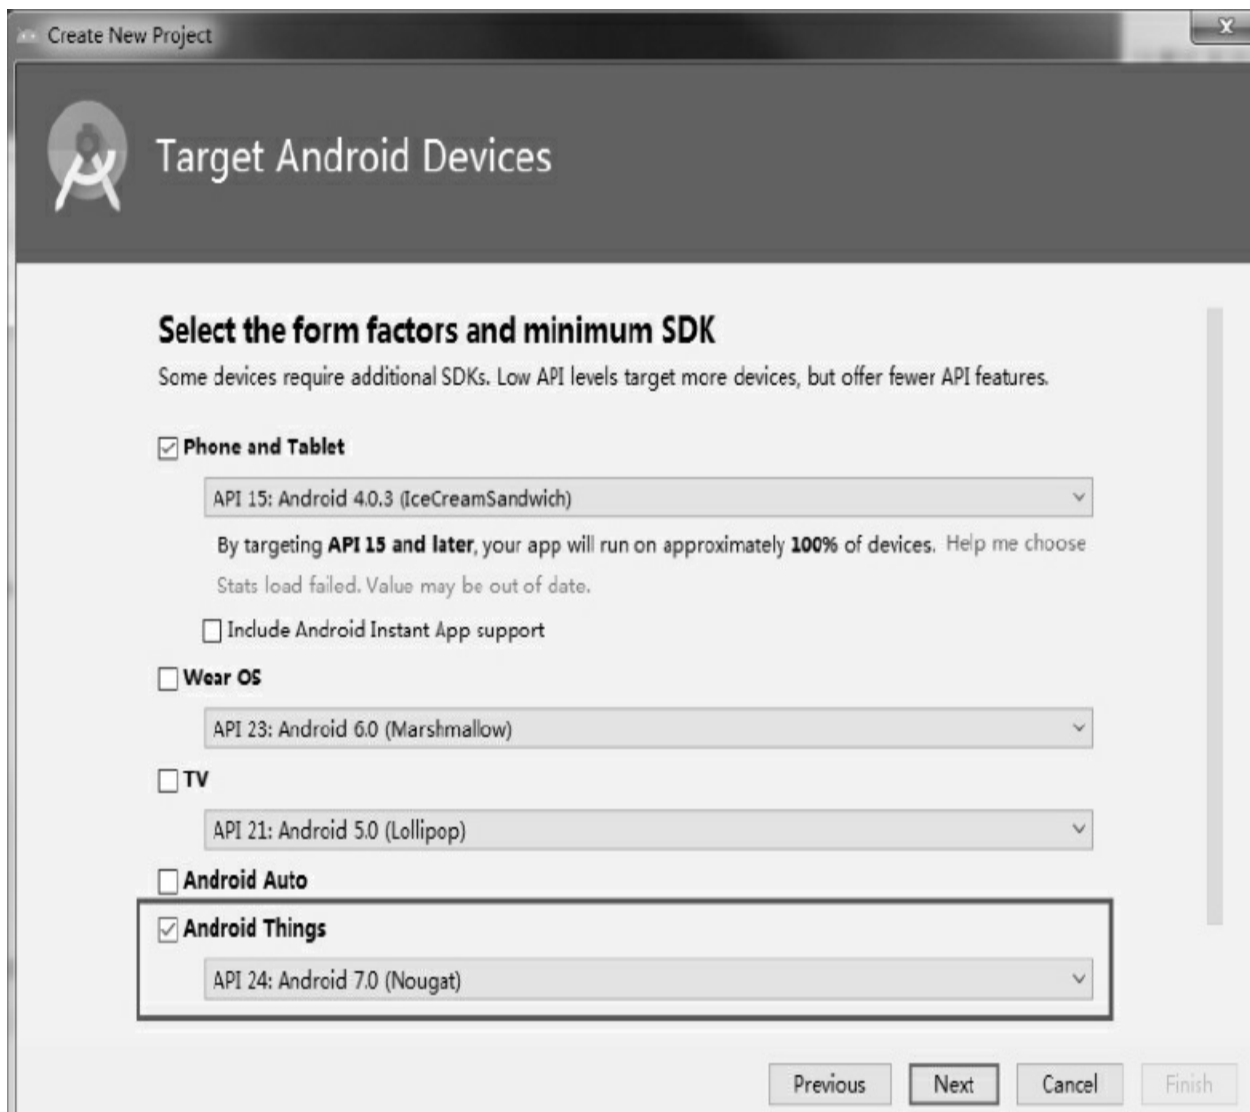 Create New Project
Target Android Devices
Select the form factors and minimum SDK
Some devices require additional SDKs. Low API levels target more devices, but offer fewer API features.
Phone and Tablet
API 15: Android 4.0.3 (IceCreamSandwich)
By targeting API 15 and later, your app will run on approximately 100% of devices. Help me choose
Stats load failed. Value may be out of date.
Include Android Instant App support
Wear OS
API 23: Android 6.0 (Marshmallow)
TV
API 21: Android 5.0 (Lollipop)
Android Auto
Android Things
API 24: Android 7.0 (Nougat)
Previous Next Cancel Finish